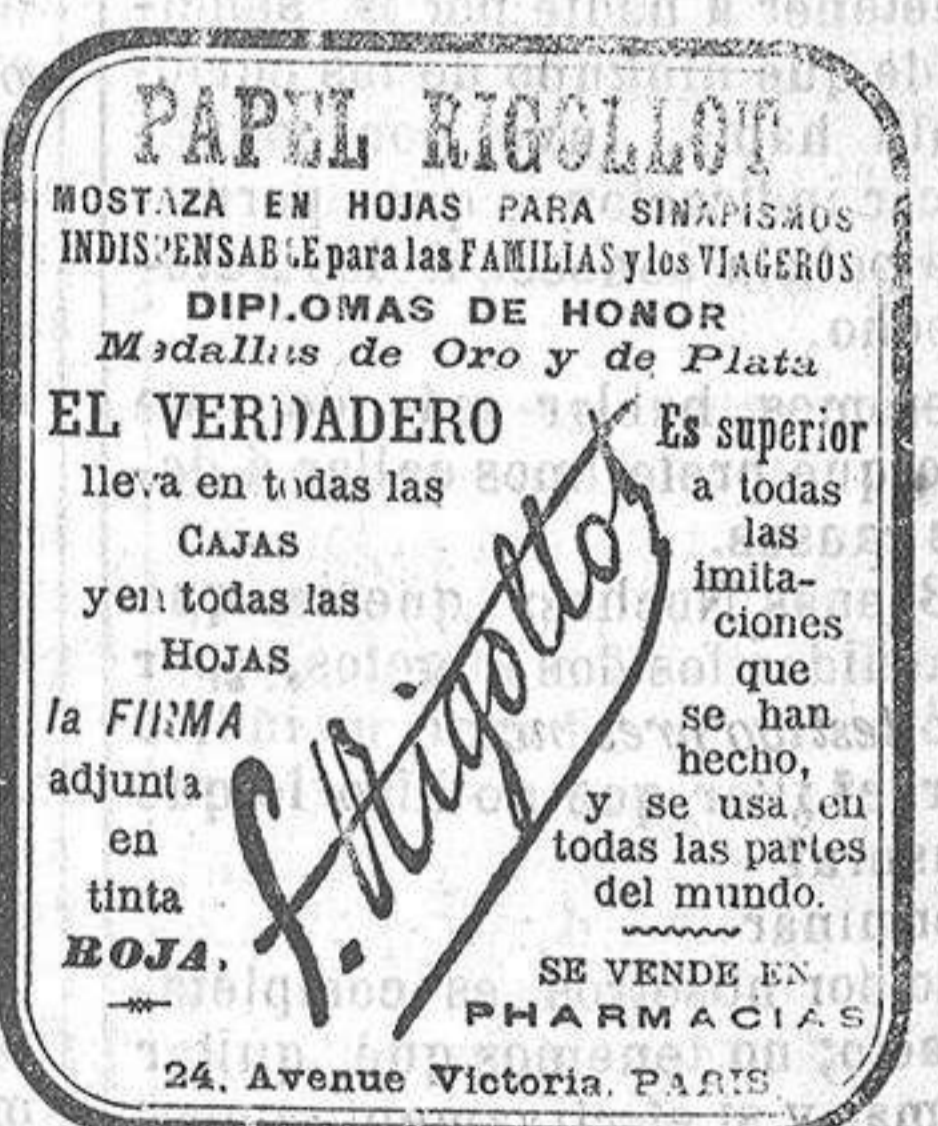 PAPEL RIGOLLOT
MOSTAZA EN HOJAS PARA SINAPISMOS
INDISPENSABLE para las FAMILIAS y los VIAGEROS
DIPLOMAS DE HONOR
Medallas de Oro y de Plata
EL VERDADERO
lleva en todas las
CAJAS
y en todas las
HOJAS
la FIRMA
adjunta
en
tinta
ROJA,
Rigollot
Es superior
a todas
las
imita-
ciones
que
se han
hecho,
y se usa en
todas las partes
del mundo.
SE VENDE EN
PHARMACIAS
24, Avenue Victoria, PARIS